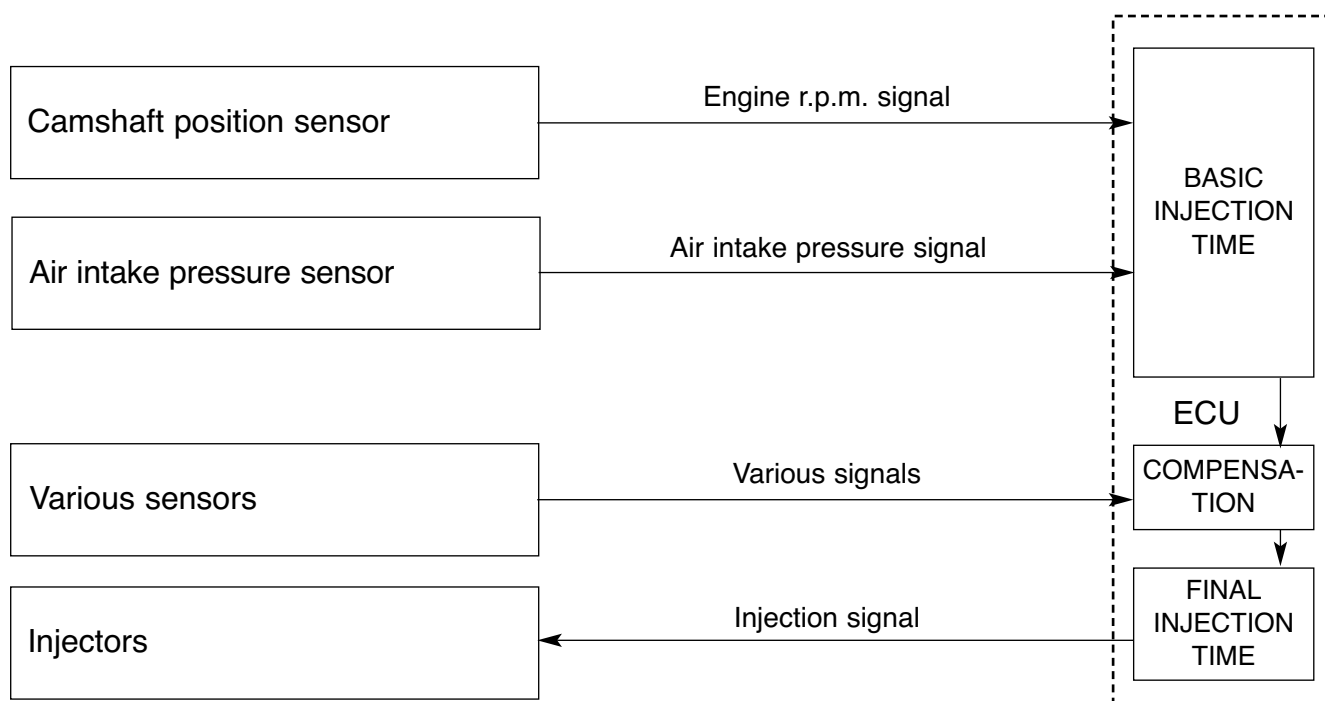 Camshaft position sensor
Engine r.p.m. signal
BASIC
INJECTION
TIME
Air intake pressure sensor
Air intake pressure signal
ECU
Various sensors
Various signals
COMPENSA-
TION
Injectors
Injection signal
FINAL
INJECTION
TIME